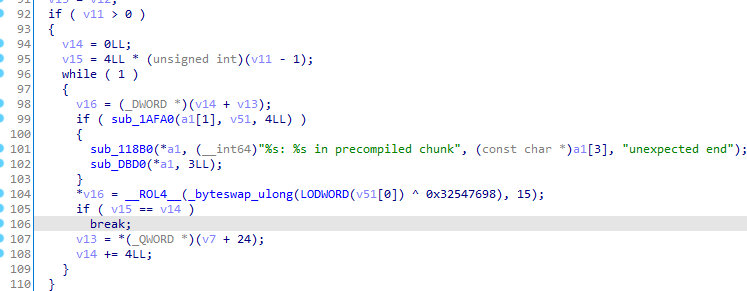 92 if ( v11 > 0 )
93 {
94 v14 = 0LL;
95 v15 = 4LL * (unsigned int)(v11 - 1);
96 while ( 1 )
97 {
98 v16 = (_DWORD *)(v14 + v13);
99 if ( sub_1AFA0(a1[1], v51, 4LL) )
100 {
101 sub_118B0(*a1, (__int64)"%s: %s in precompiled chunk", (const char *)a1[3], "unexpected end");
102 sub_DBD0(*a1, 3LL);
103 }
104 *v16 = __ROL4__(_byteswap_ulong(LODWORD(v51[0]) ^ 0x32547698), 15);
105 if ( v15 == v14 )
106 break;
107 v13 = *(_QWORD *)(v7 + 24);
108 v14 += 4LL;
109 }
110 }